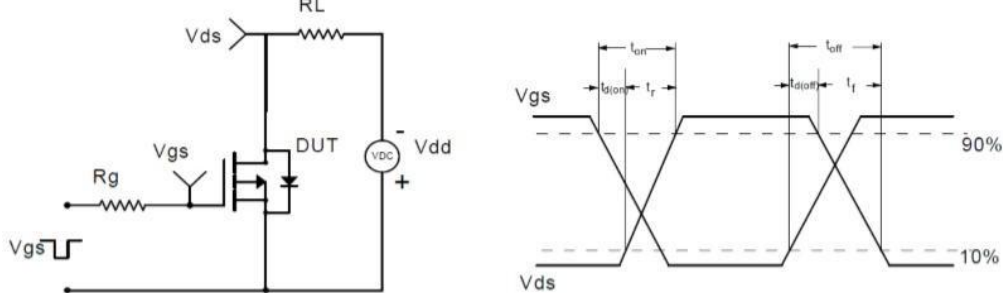 RL
Vds
Vgs
DUT
VDC
-
Vdd
+
Rg
Vgs
ton
toff
td(on)
tr
td(off)
tf
Vgs
90%
10%
Vds